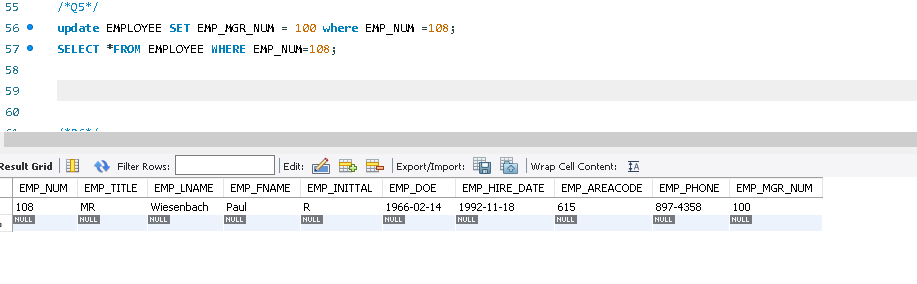 55 /*Q5*/
56 update EMPLOYEE SET EMP_MGR_NUM = 100 where EMP_NUM =108;
57 SELECT *FROM EMPLOYEE WHERE EMP_NUM=108;
58
59
60
Result Grid Filter Rows: Edit: Export/Import: Wrap Cell Content: IA
EMP_NUM EMP_TITLE EMP_LNAME EMP_FNAME EMP_INITTAL EMP_DOE EMP_HIRE_DATE EMP_AREACODE EMP_PHONE EMP_MGR_NUM
108 MR Wiesenbach Paul R 1966-02-14 1992-11-18 615 897-4358 100
NULL NULL NULL NULL NULL NULL NULL NULL NULL NULL